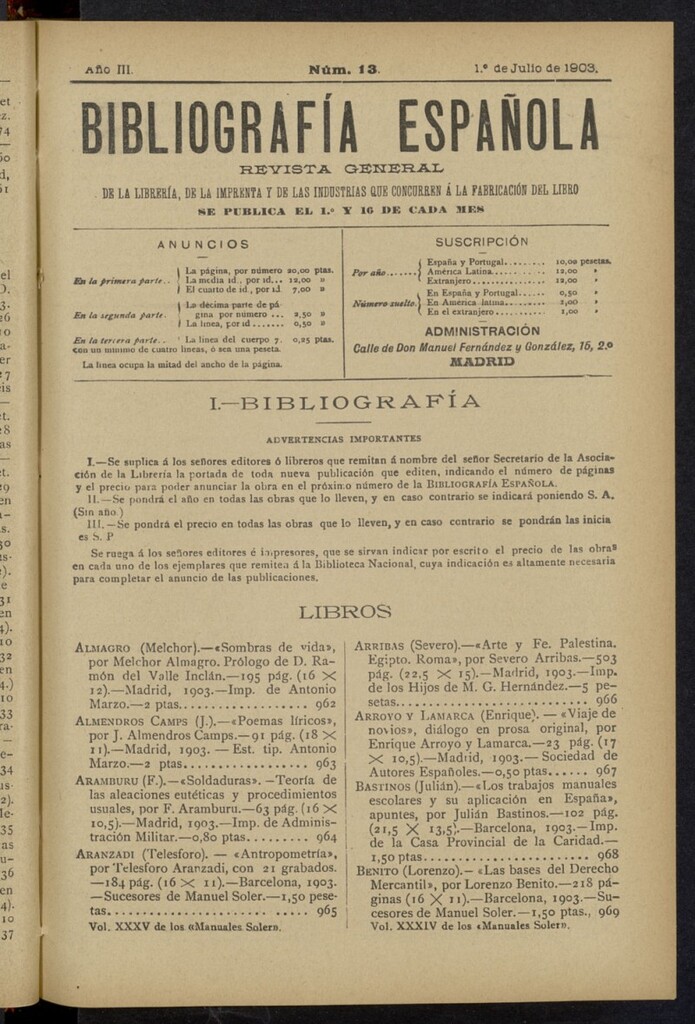 Año III.
Núm. 13.
1.º de Julio de 1903.
BIBLIOGRAFÍA ESPAÑOLA
REVISTA GENERAL
DE LA LIBRERÍA, DE LA IMPRENTA Y DE LAS INDUSTRIAS QUE CONCURREN Á LA FABRICACIÓN DEL LIBRO
SE PUBLICA EL 1.º Y 16 DE CADA MES
ANUNCIOS
En la primera parte..
La página, por número 20,00 ptas.
La media id., por id... 12,00 »
El cuarto de id., por id. 7,00 »
En la segunda parte.
La décima parte de pá-
gina por número ... 2,50 »
La línea, por id....... 0,50 »
En la tercera parte.. ' La línea del cuerpo 7. 0,25 ptas.
con un mínimo de cuatro líneas, ó sea una peseta.
La línea ocupa la mitad del ancho de la página.
SUSCRIPCIÓN
Por año......
España y Portugal........ 10,00 pesetas.
América Latina............ 12,00 »
Extranjero................ 12,00 »
Número suelto.
En España y Portugal..... 0,50 »
En América latina......... 1,00 »
En el extranjero.......... 1,00 »
ADMINISTRACIÓN
Calle de Don Manuel Fernández y González, 15, 2.º
MADRID
I.—BIBLIOGRAFÍA
ADVERTENCIAS IMPORTANTES
I.—Se suplica á los señores editores ó libreros que remitan á nombre del señor Secretario de la Asocia-
ción de la Librería la portada de toda nueva publicación que editen, indicando el número de páginas
y el precio para poder anunciar la obra en el próximo número de la BIBLIOGRAFÍA ESPAÑOLA.
II.—Se pondrá el año en todas las obras que lo lleven, y en caso contrario se indicará poniendo S. A.
(Sin año.)
III.—Se pondrá el precio en todas las obras que lo lleven, y en caso contrario se pondrán las inicia
es S. P
Se ruega á los señores editores é impresores, que se sirvan indicar por escrito el precio de las obras
en cada uno de los ejemplares que remiten á la Biblioteca Nacional, cuya indicación es altamente necesaria
para completar el anuncio de las publicaciones.
LIBROS
ALMAGRO (Melchor).—«Sombras de vida»,
por Melchor Almagro. Prólogo de D. Ra-
món del Valle Inclán.—195 pág. (16 ×
12).—Madrid, 1903.—Imp. de Antonio
Marzo.—2 ptas.................... 962
ALMENDROS CAMPS (J.).—«Poemas líricos»,
por J. Almendros Camps.—91 pág. (18 ×
11).—Madrid, 1903. — Est. tip. Antonio
Marzo.—2 ptas.................... 963
ARAMBURU (F.).—«Soldaduras». —Teoría de
las aleaciones eutéticas y procedimientos
usuales, por F. Aramburu.—63 pág. (16 ×
10,5).—Madrid, 1903.—Imp. de Adminis-
tración Militar.—0,80 ptas......... 964
ARANZADI (Telesforo). — «Antropometría»,
por Telesforo Aranzadi, con 21 grabados.
—184 pág. (16 × 11).—Barcelona, 1903.
—Sucesores de Manuel Soler.—1,50 pese-
tas.............................. 965
Vol. XXXV de los «Manuales Soler».
ARRIBAS (Severo).—«Arte y Fe. Palestina.
Egipto. Roma», por Severo Arribas.—503
pág. (22,5 × 15).—Madrid, 1903.—Imp.
de los Hijos de M. G. Hernández.—5 pe-
setas............................ 966
ARROYO Y LAMARCA (Enrique). — «Viaje de
novios», diálogo en prosa original, por
Enrique Arroyo y Lamarca.—23 pág. (17
× 10,5).—Madrid, 1903.— Sociedad de
Autores Españoles.—0,50 ptas...... 967
BASTINOS (Julián).—«Los trabajos manuales
escolares y su aplicación en España»,
apuntes, por Julián Bastinos.—102 pág.
(21,5 × 13,5).—Barcelona, 1903.—Imp.
de la Casa Provincial de la Caridad.—
1,50 ptas........................ 968
BENITO (Lorenzo).— «Las bases del Derecho
Mercantil», por Lorenzo Benito.—218 pá-
ginas (16 × 11).—Barcelona, 1903.—Su-
cesores de Manuel Soler.—1,50 ptas., 969
Vol. XXXIV de los «Manuales Soler».